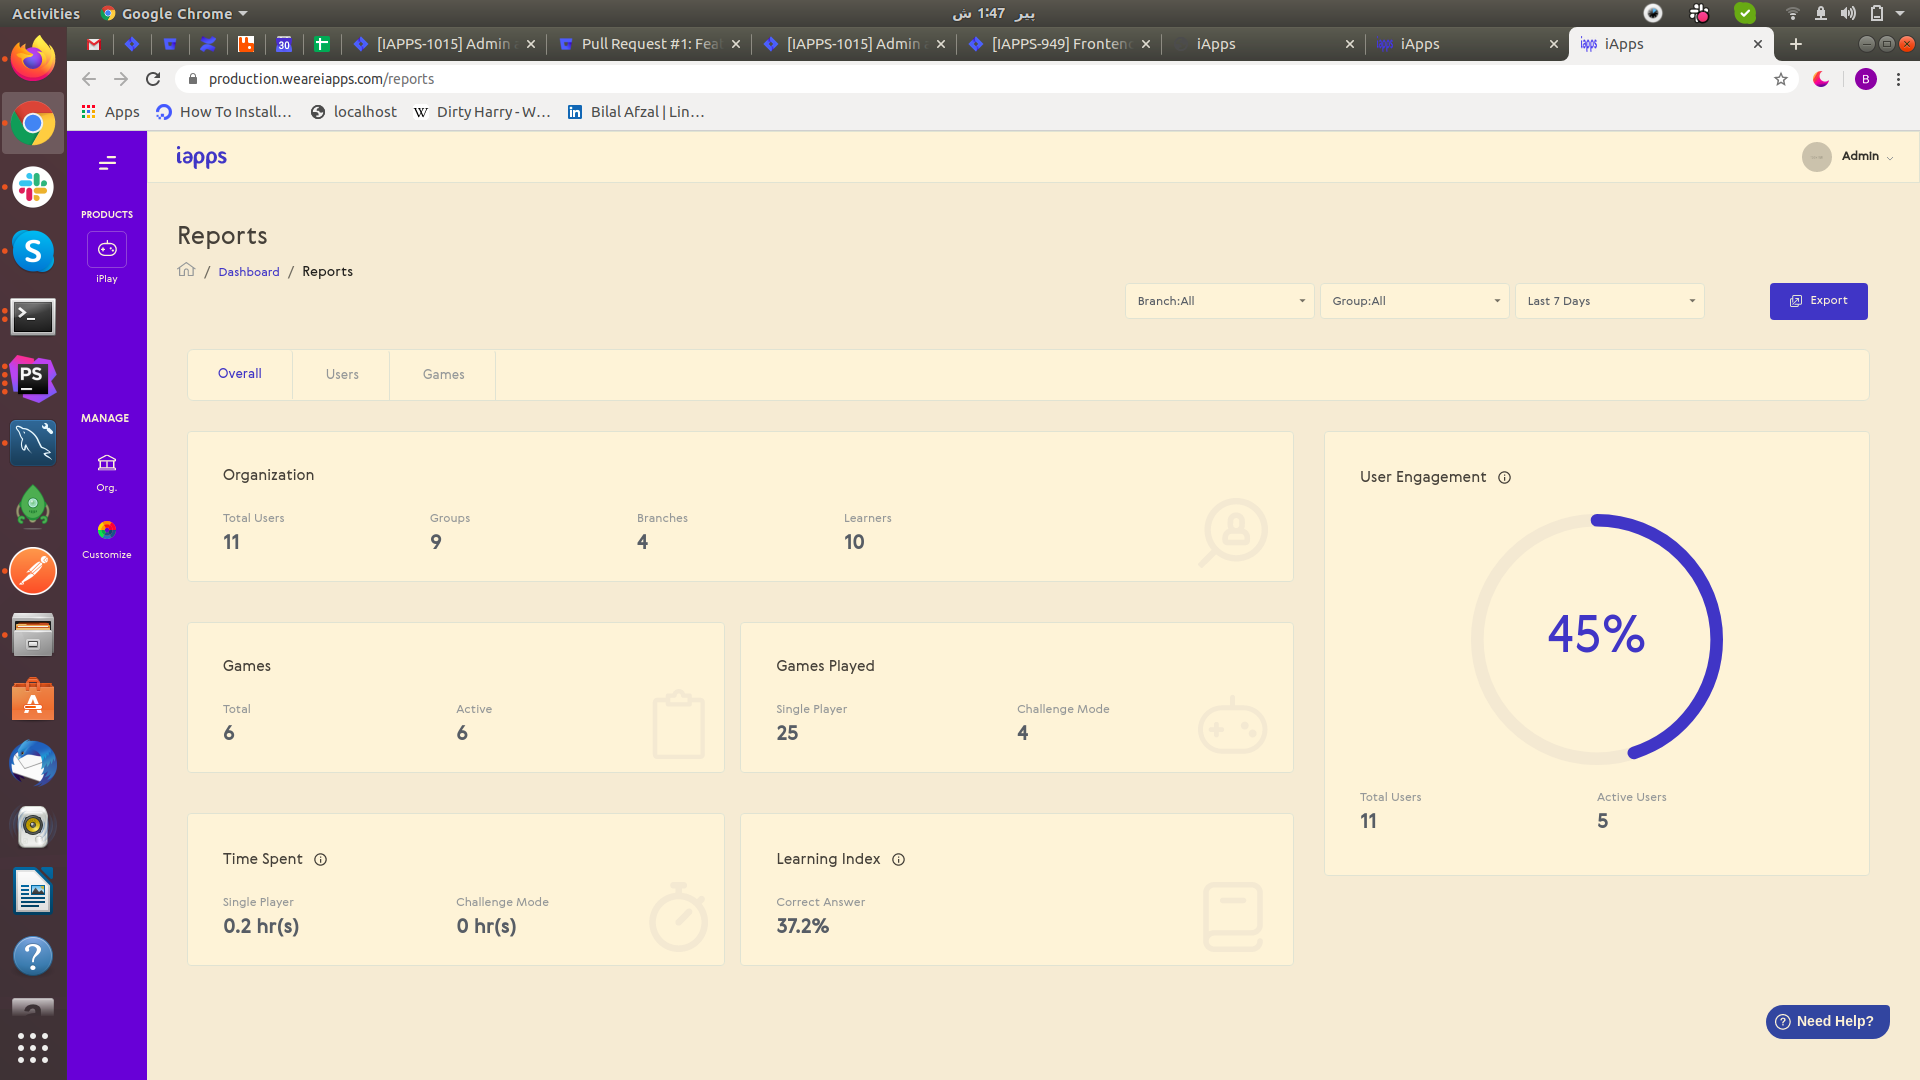 Activities
Google Chrome
پیر 1:47 ش
30
[IAPPS-1015] Admin
Pull Request #1: Fea
[IAPPS-1015] Admin
[IAPPS-949] Fronten
iApps
iApps
iApps
production.weareiapps.com/reports
B
Apps
How To Install...
localhost
W
Dirty Harry - W...
in
Bilal Afzal | Lin...
iapps
Admin
PRODUCTS
iPlay
MANAGE
Org.
Customize
Reports
/ Dashboard / Reports
Branch:All
Group:All
Last 7 Days
Export
Overall
Users
Games
Organization
Total Users
Groups
Branches
Learners
11
9
4
10
User Engagement
45%
Total Users
Active Users
11
5
Games
Total
Active
6
6
Games Played
Single Player
Challenge Mode
25
4
Time Spent
Single Player
Challenge Mode
0.2 hr(s)
0 hr(s)
Learning Index
Correct Answer
37.2%
Need Help?
S
>_
PS
A
?